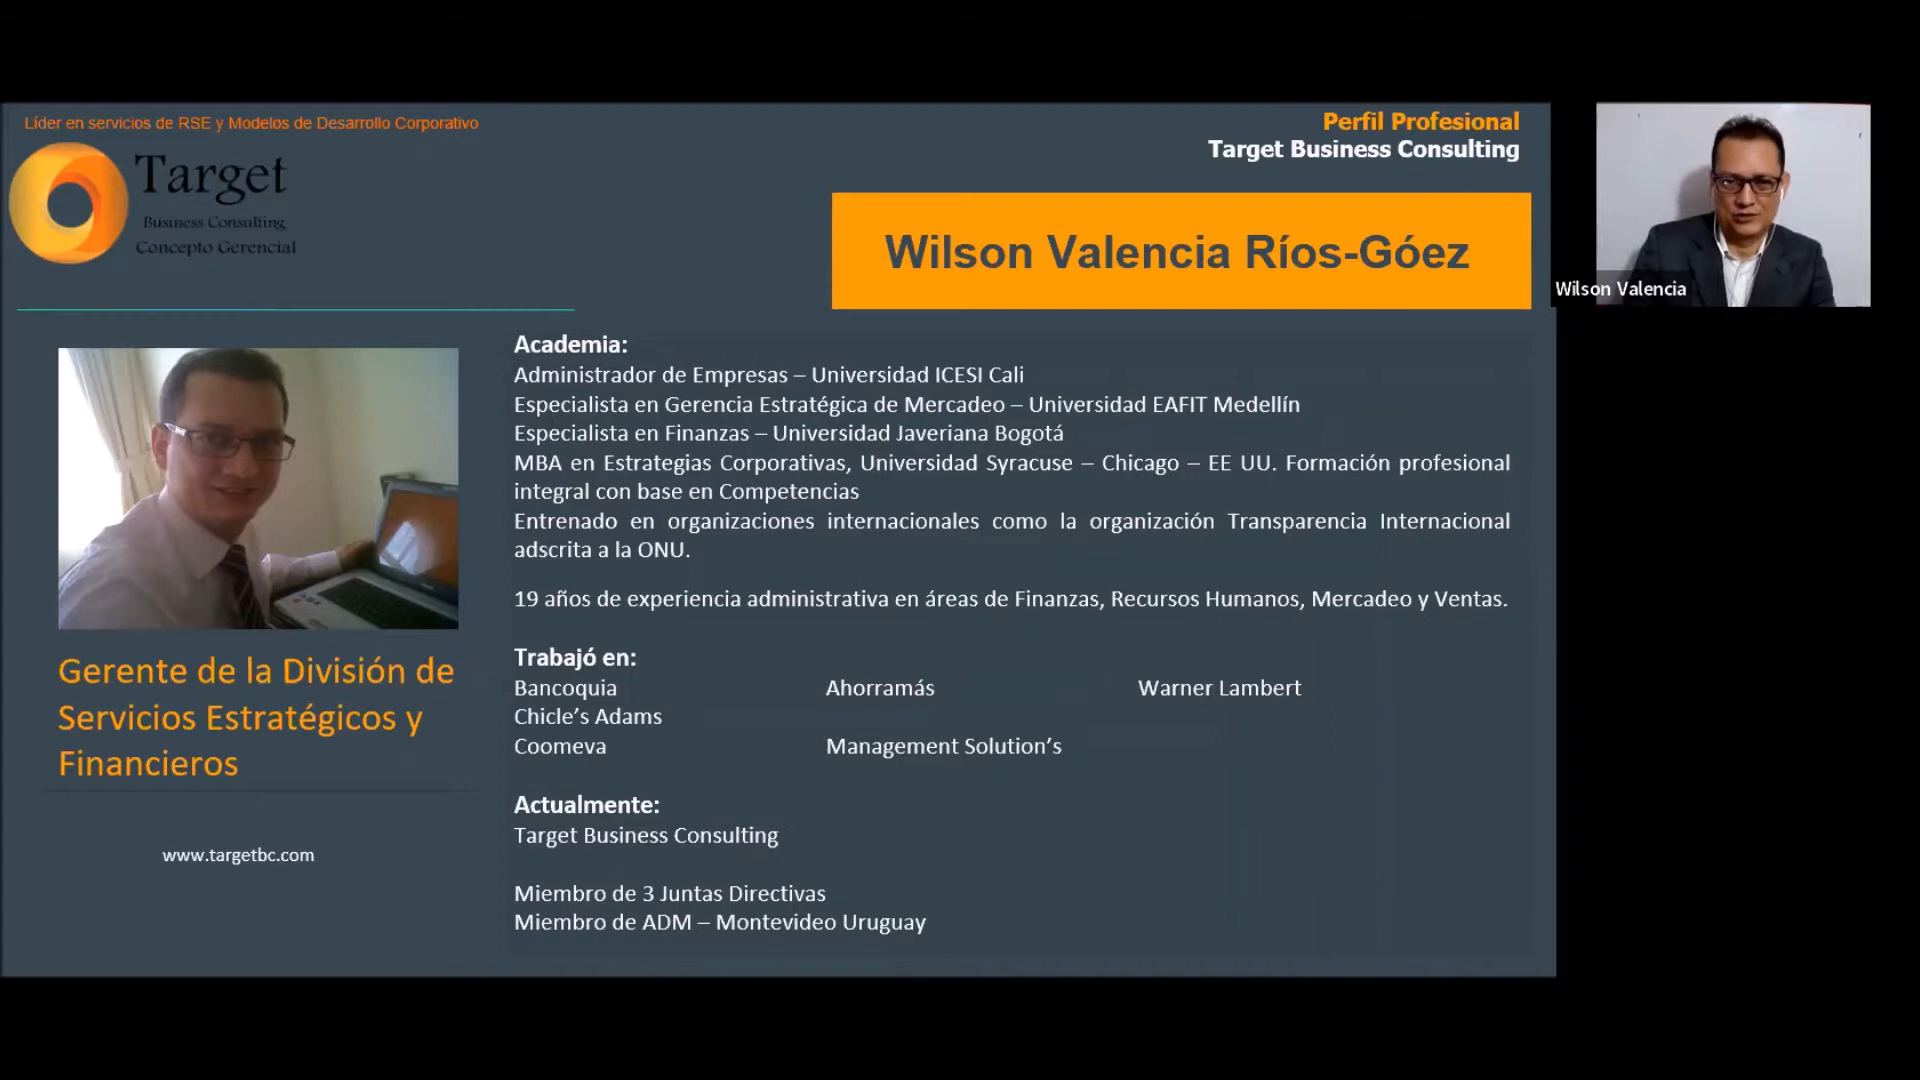 Líder en servicios de RSE y Modelos de Desarrollo Corporativo
Target
Business Consulting
Concepto Gerencial
Perfil Profesional
Target Business Consulting
Wilson Valencia Ríos-Góez
Wilson Valencia
Gerente de la División de
Servicios Estratégicos y
Financieros
www.targetbc.com
Academia:
Administrador de Empresas – Universidad ICESI Cali
Especialista en Gerencia Estratégica de Mercadeo – Universidad EAFIT Medellín
Especialista en Finanzas – Universidad Javeriana Bogotá
MBA en Estrategias Corporativas, Universidad Syracuse – Chicago – EE UU. Formación profesional
integral con base en Competencias
Entrenado en organizaciones internacionales como la organización Transparencia Internacional
adscrita a la ONU.
19 años de experiencia administrativa en áreas de Finanzas, Recursos Humanos, Mercadeo y Ventas.
Trabajó en:
Bancoquia Ahorramás Warner Lambert
Chicle’s Adams
Coomeva Management Solution’s
Actualmente:
Target Business Consulting
Miembro de 3 Juntas Directivas
Miembro de ADM – Montevideo Uruguay